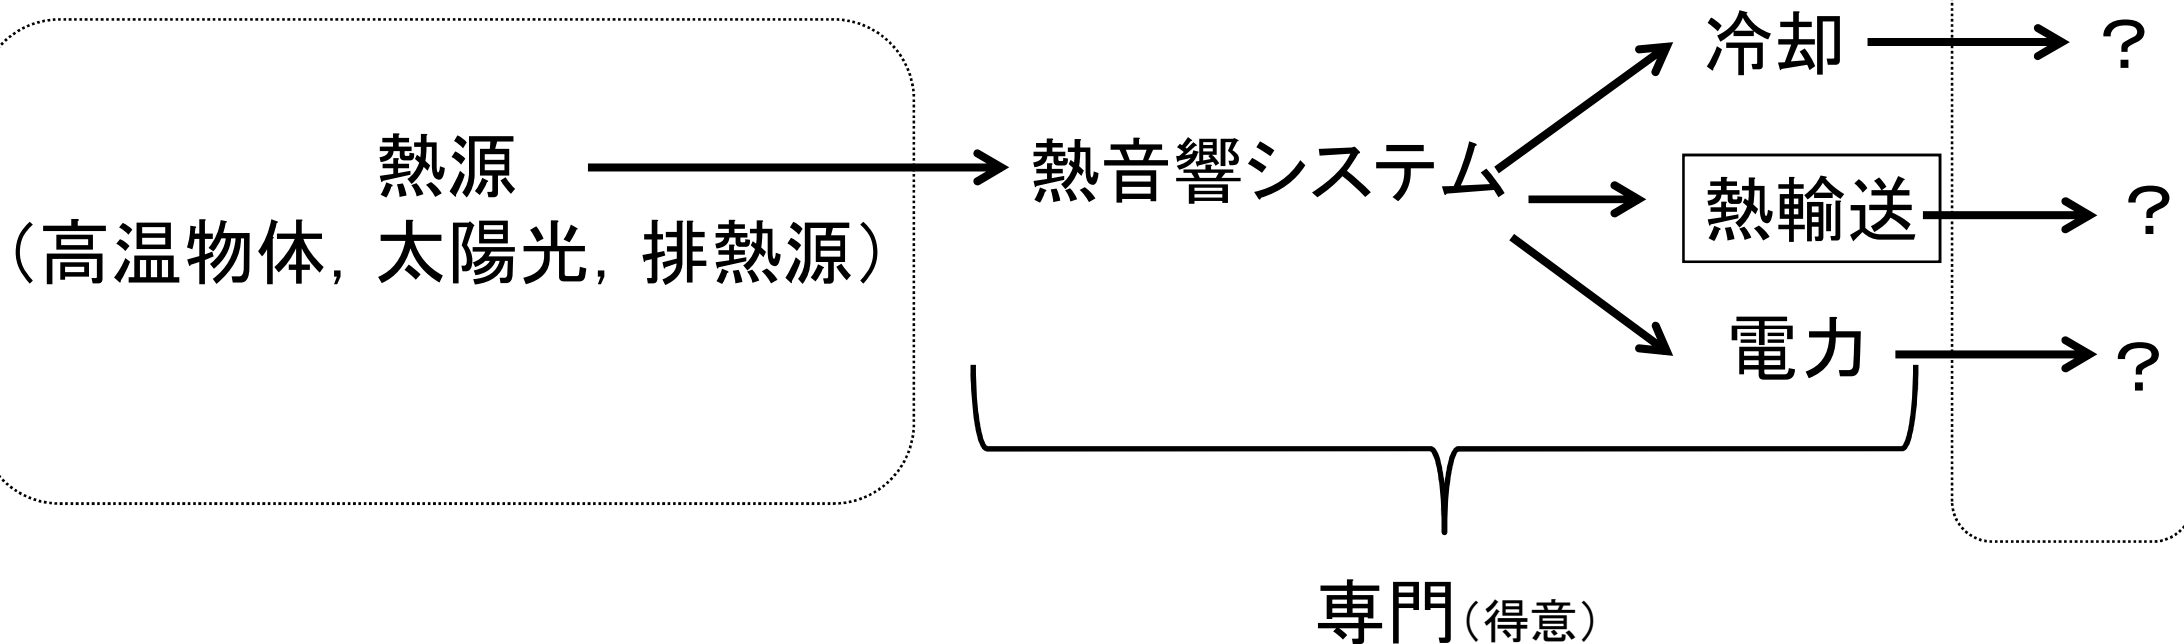 熱源
（高温物体，太陽光，排熱源）
熱音響システム
冷却
？
熱輸送
？
電力
？
専門（得意）